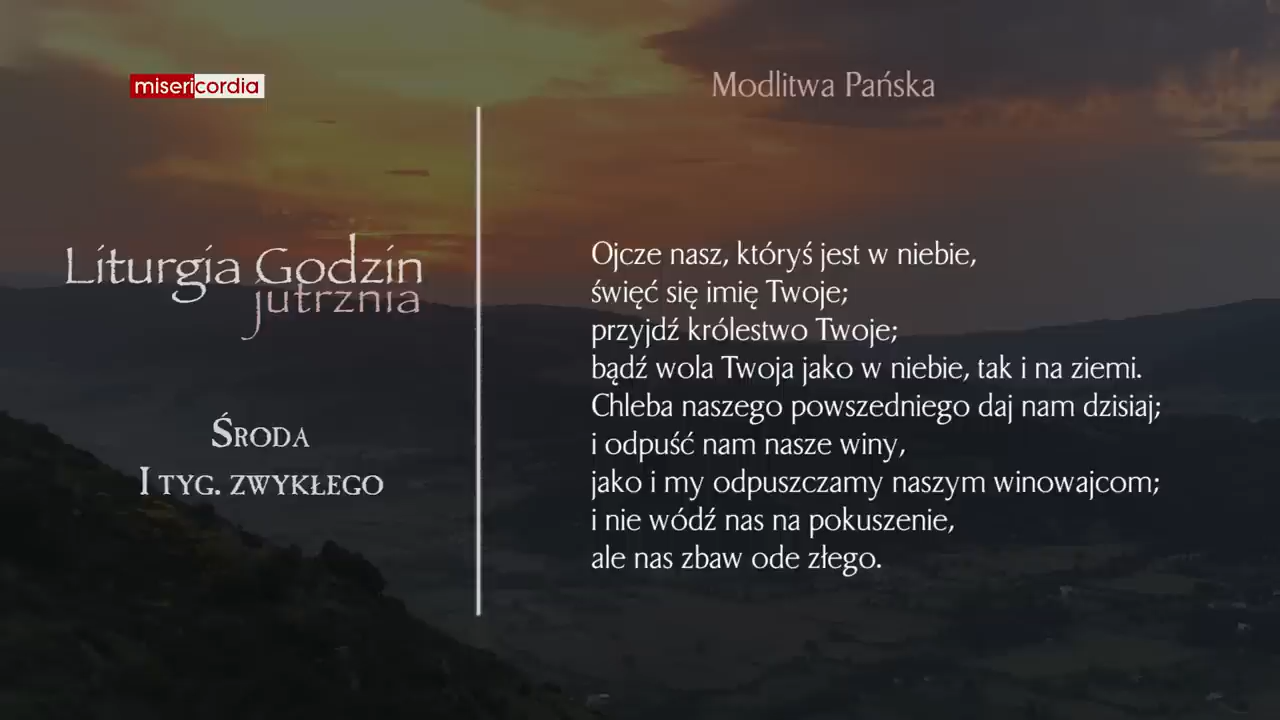 misericordia
Liturgia Godzin
jutrznia
Środa
I tyg. zwykłego
Modlitwa Pańska
Ojcze nasz, któryś jest w niebie,
święć się imię Twoje;
przyjdź królestwo Twoje;
bądź wola Twoja jako w niebie, tak i na ziemi.
Chleba naszego powszedniego daj nam dzisiaj;
i odpuść nam nasze winy,
jako i my odpuszczamy naszym winowajcom;
i nie wódź nas na pokuszenie,
ale nas zbaw ode złego.